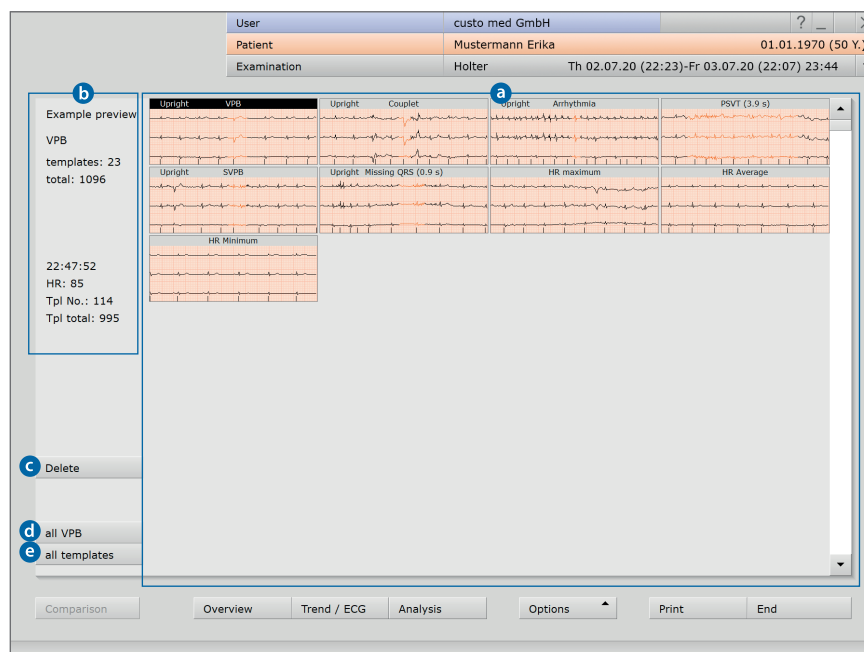 User custo med GmbH ? _
Patient Mustermann Erika 01.01.1970 (50 Y.)
Examination Holter Th 02.07.20 (22:23)-Fr 03.07.20 (22:07) 23:44
b
a
Example preview
VPB
templates: 23
total: 1096
22:47:52
HR: 85
Tpl No.: 114
Tpl total: 995
Upright VPB
Upright Couplet
Upright Arrhythmia
PSVT (3.9 s)
Upright SVPB
Upright Missing QRS (0.9 s)
HR maximum
HR Average
HR Minimum
c Delete
d all VPB
e all templates
Comparison Overview Trend / ECG Analysis Options Print End